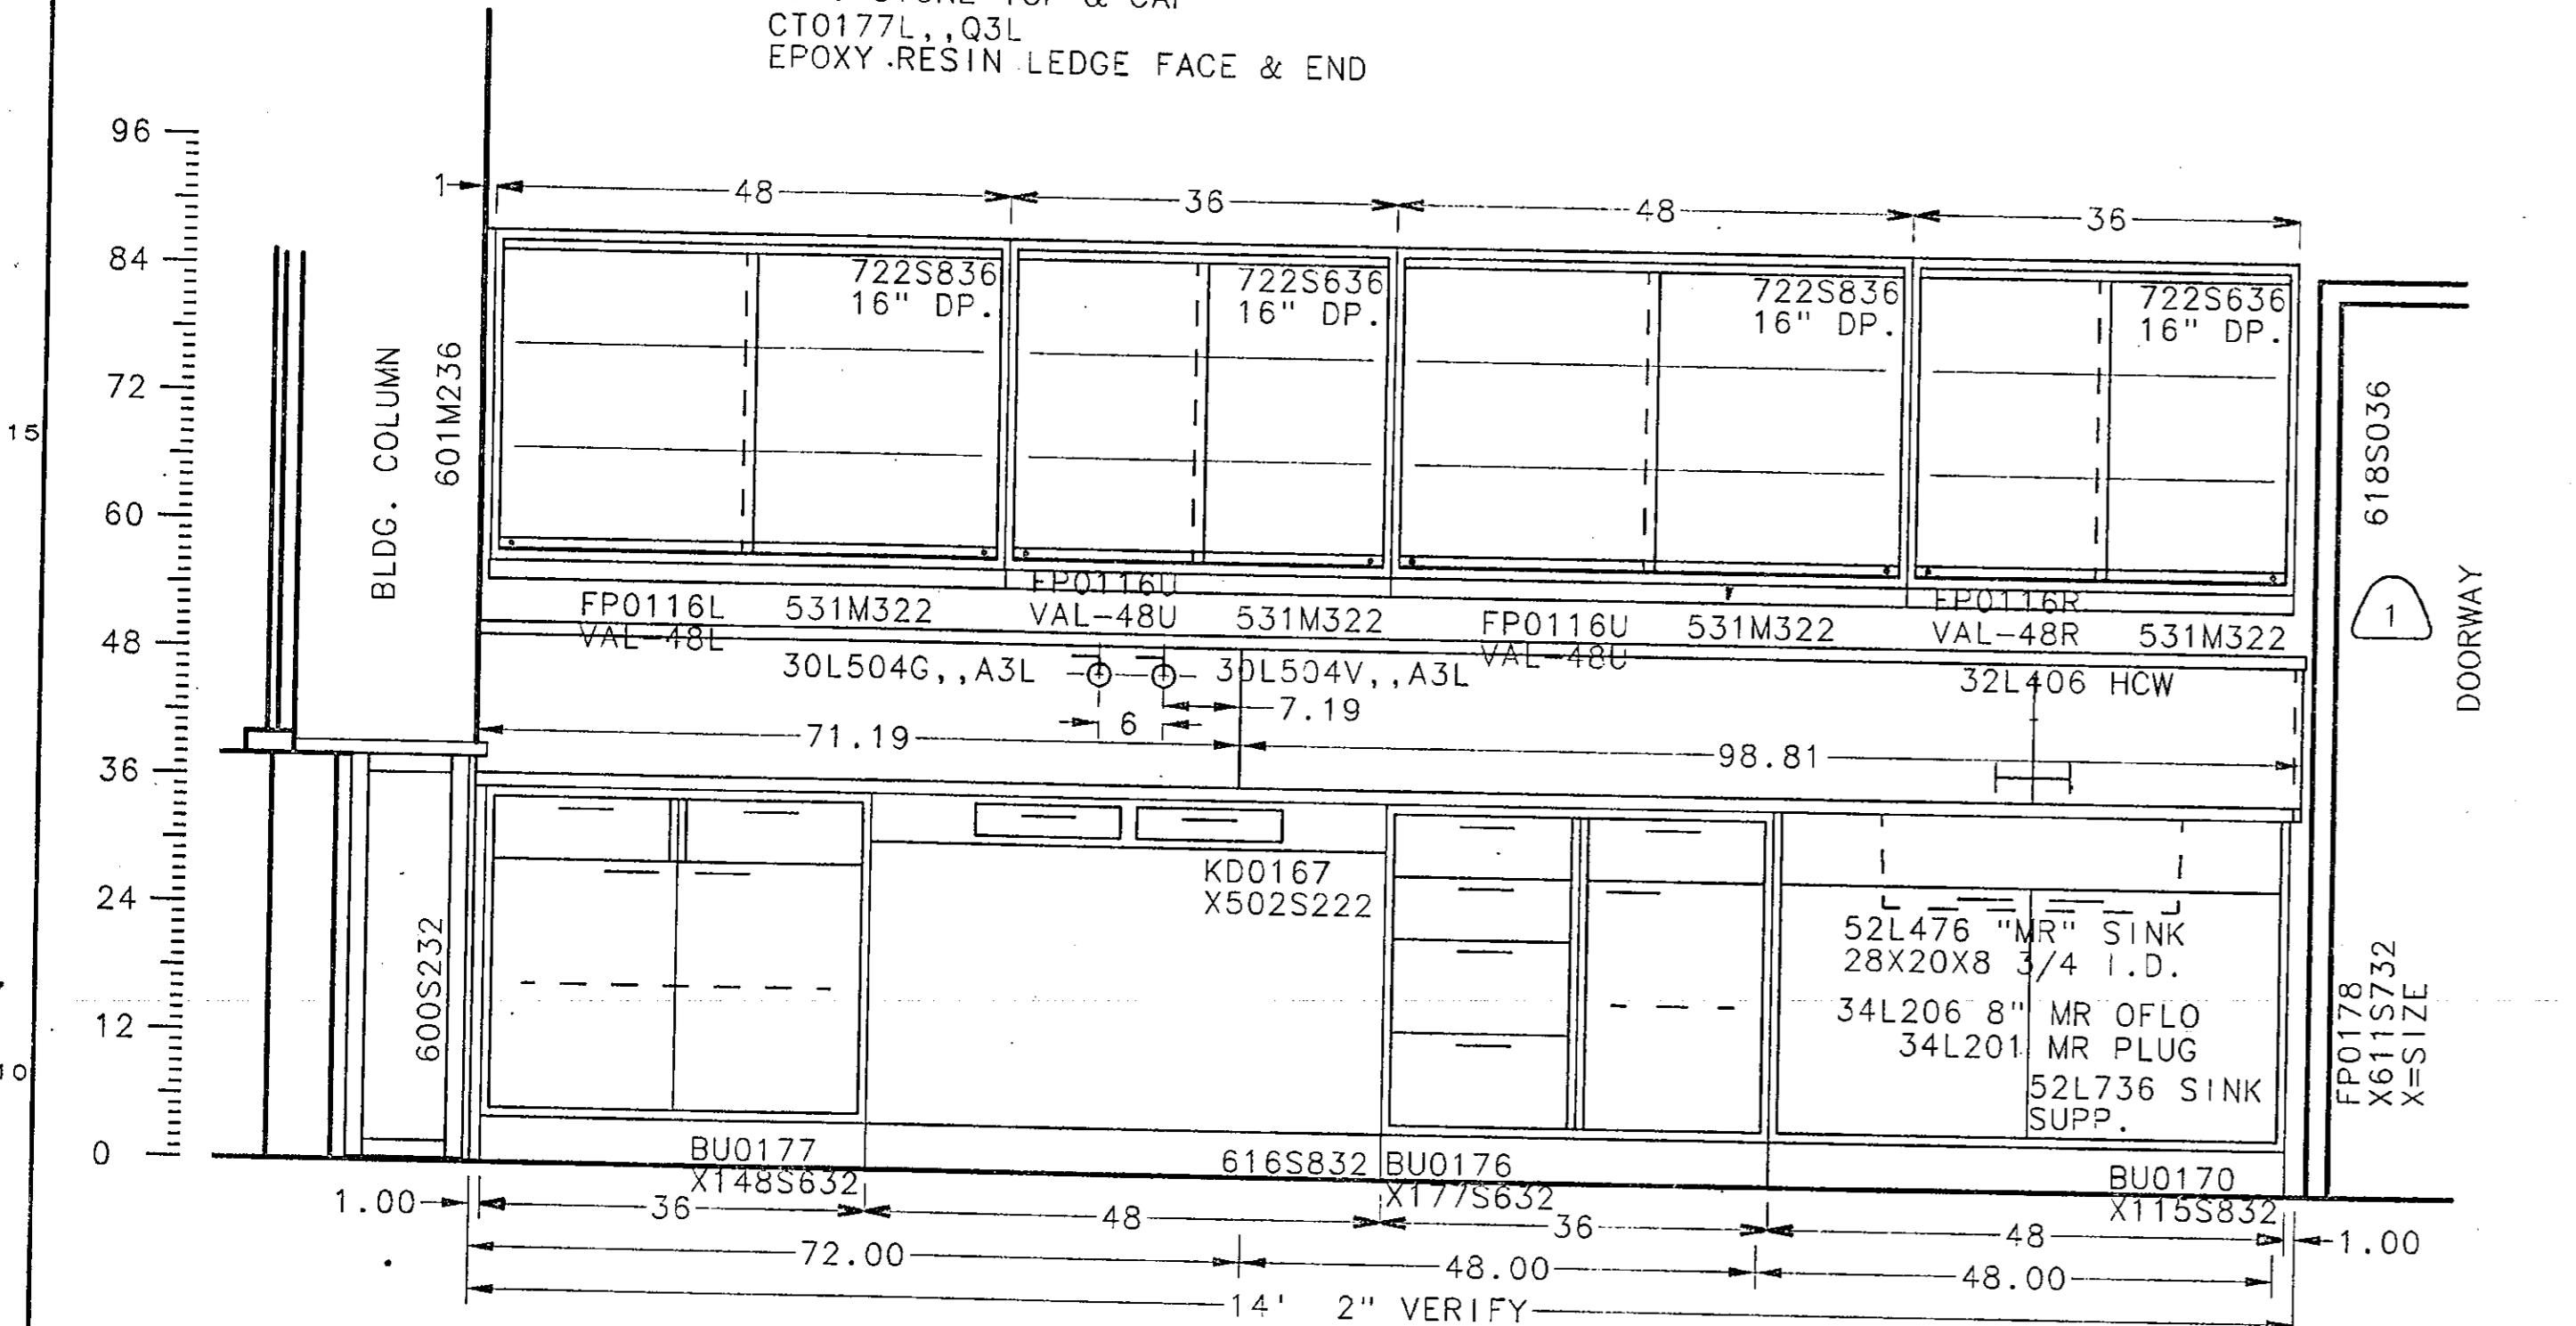 CT0177L,,Q3L
EPOXY RESIN LEDGE FACE & END
96
84
72
60
48
36
24
12
0
15
1
48
36
48
36
722S836
16" DP.
722S636
16" DP.
722S836
16" DP.
722S636
16" DP.
BLDG. COLUMN
601M236
618S036
1
DOORWAY
FP0116L
VAL-48L
531M322
FP0116U
VAL-48U
531M322
FP0116U
VAL-48U
531M322
FP0116R
VAL-48R
531M322
30L504G,,A3L
30L504V,,A3L
32L406 HCW
6
7.19
71.19
98.81
600S232
KD0167
X502S222
52L476 "MR" SINK
28X20X8 3/4 I.D.
34L206 8" MR OFLO
34L201 MR PLUG
52L736 SINK
SUPP.
FP0178
X611S732
X=SIZE
BU0177
X148S632
616S832
BU0176
X177S632
BU0170
X115S832
1.00
36
48
36
48
1.00
72.00
48.00
48.00
14' 2" VERIFY